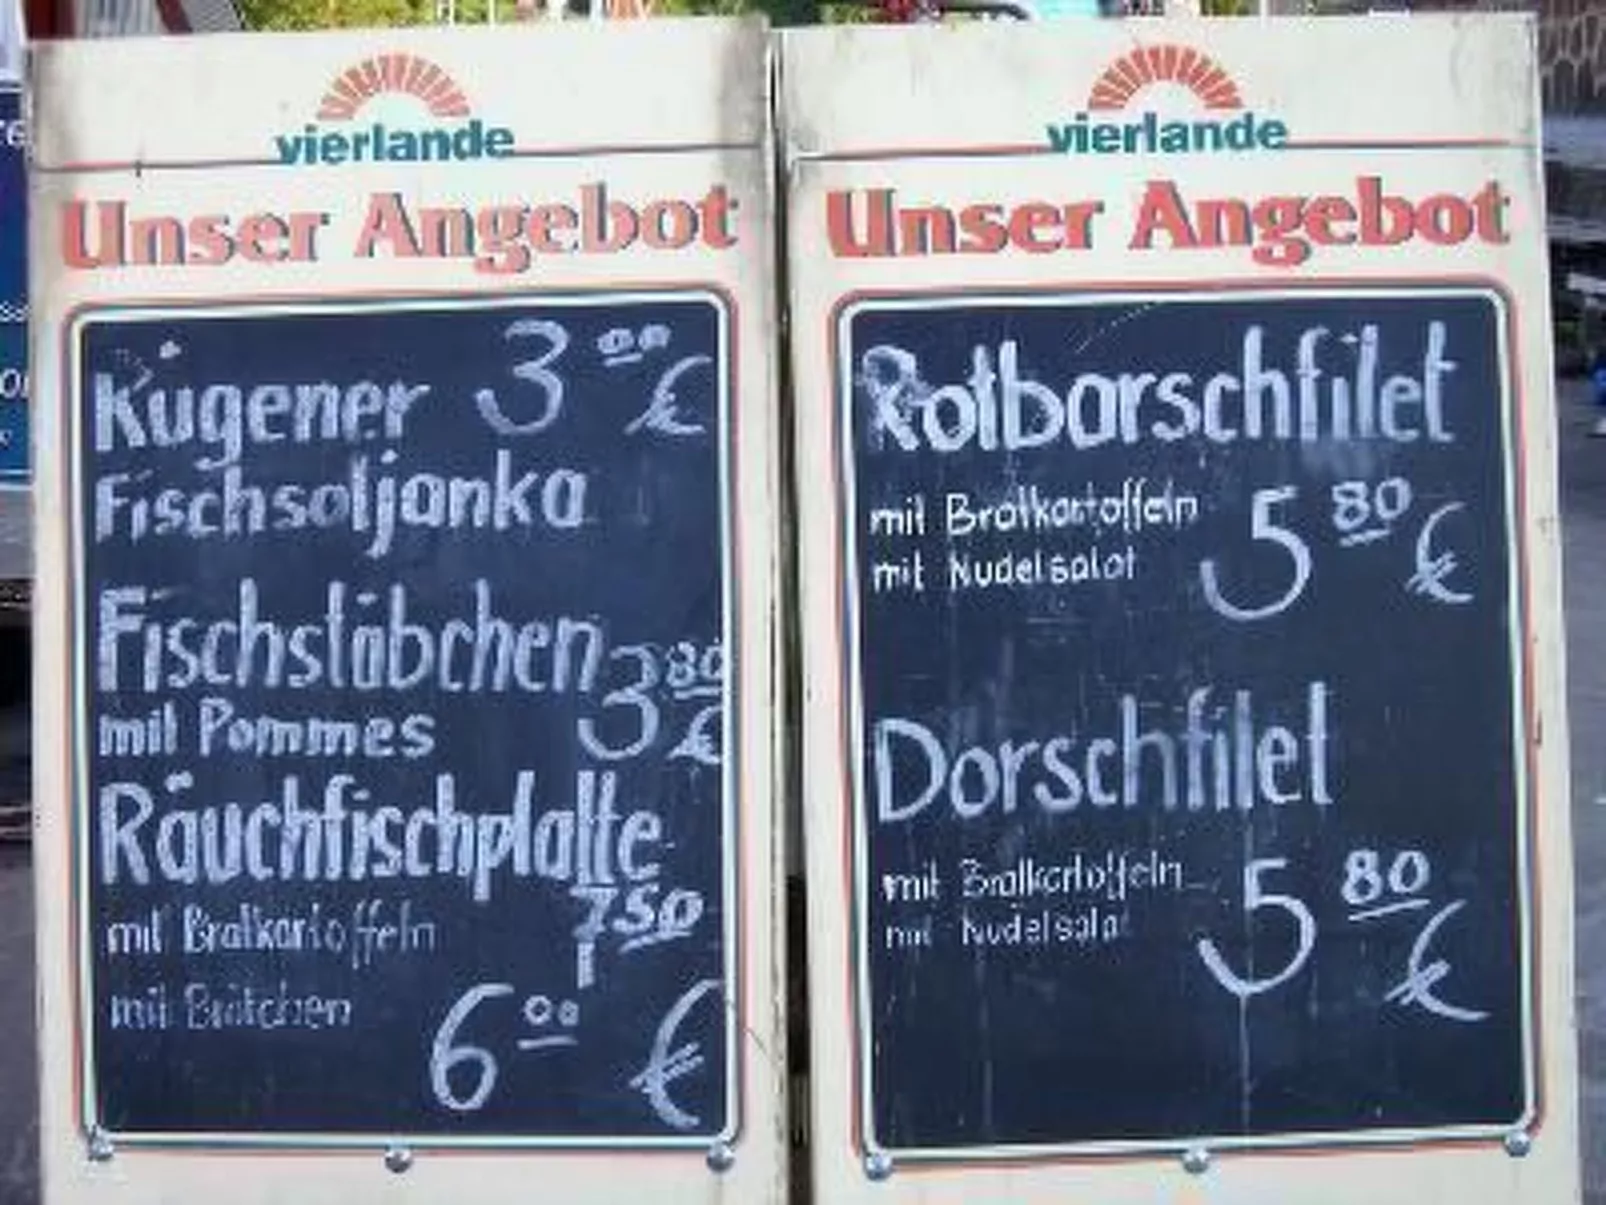 vierlande
Unser Angebot
Rügener 3 00 €
Fischsoljanka
Fischstäbchen
mit Pommes 3 80 €
Räuchfischplatte
mit Bratkartoffeln 7 50
mit Brötchen 6 00 €
vierlande
Unser Angebot
Rotbarschfilet
mit Bratkartoffeln
mit Nudelsalat 5 80 €
Dorschfilet
mit Bratkartoffeln
mit Nudelsalat 5 80 €